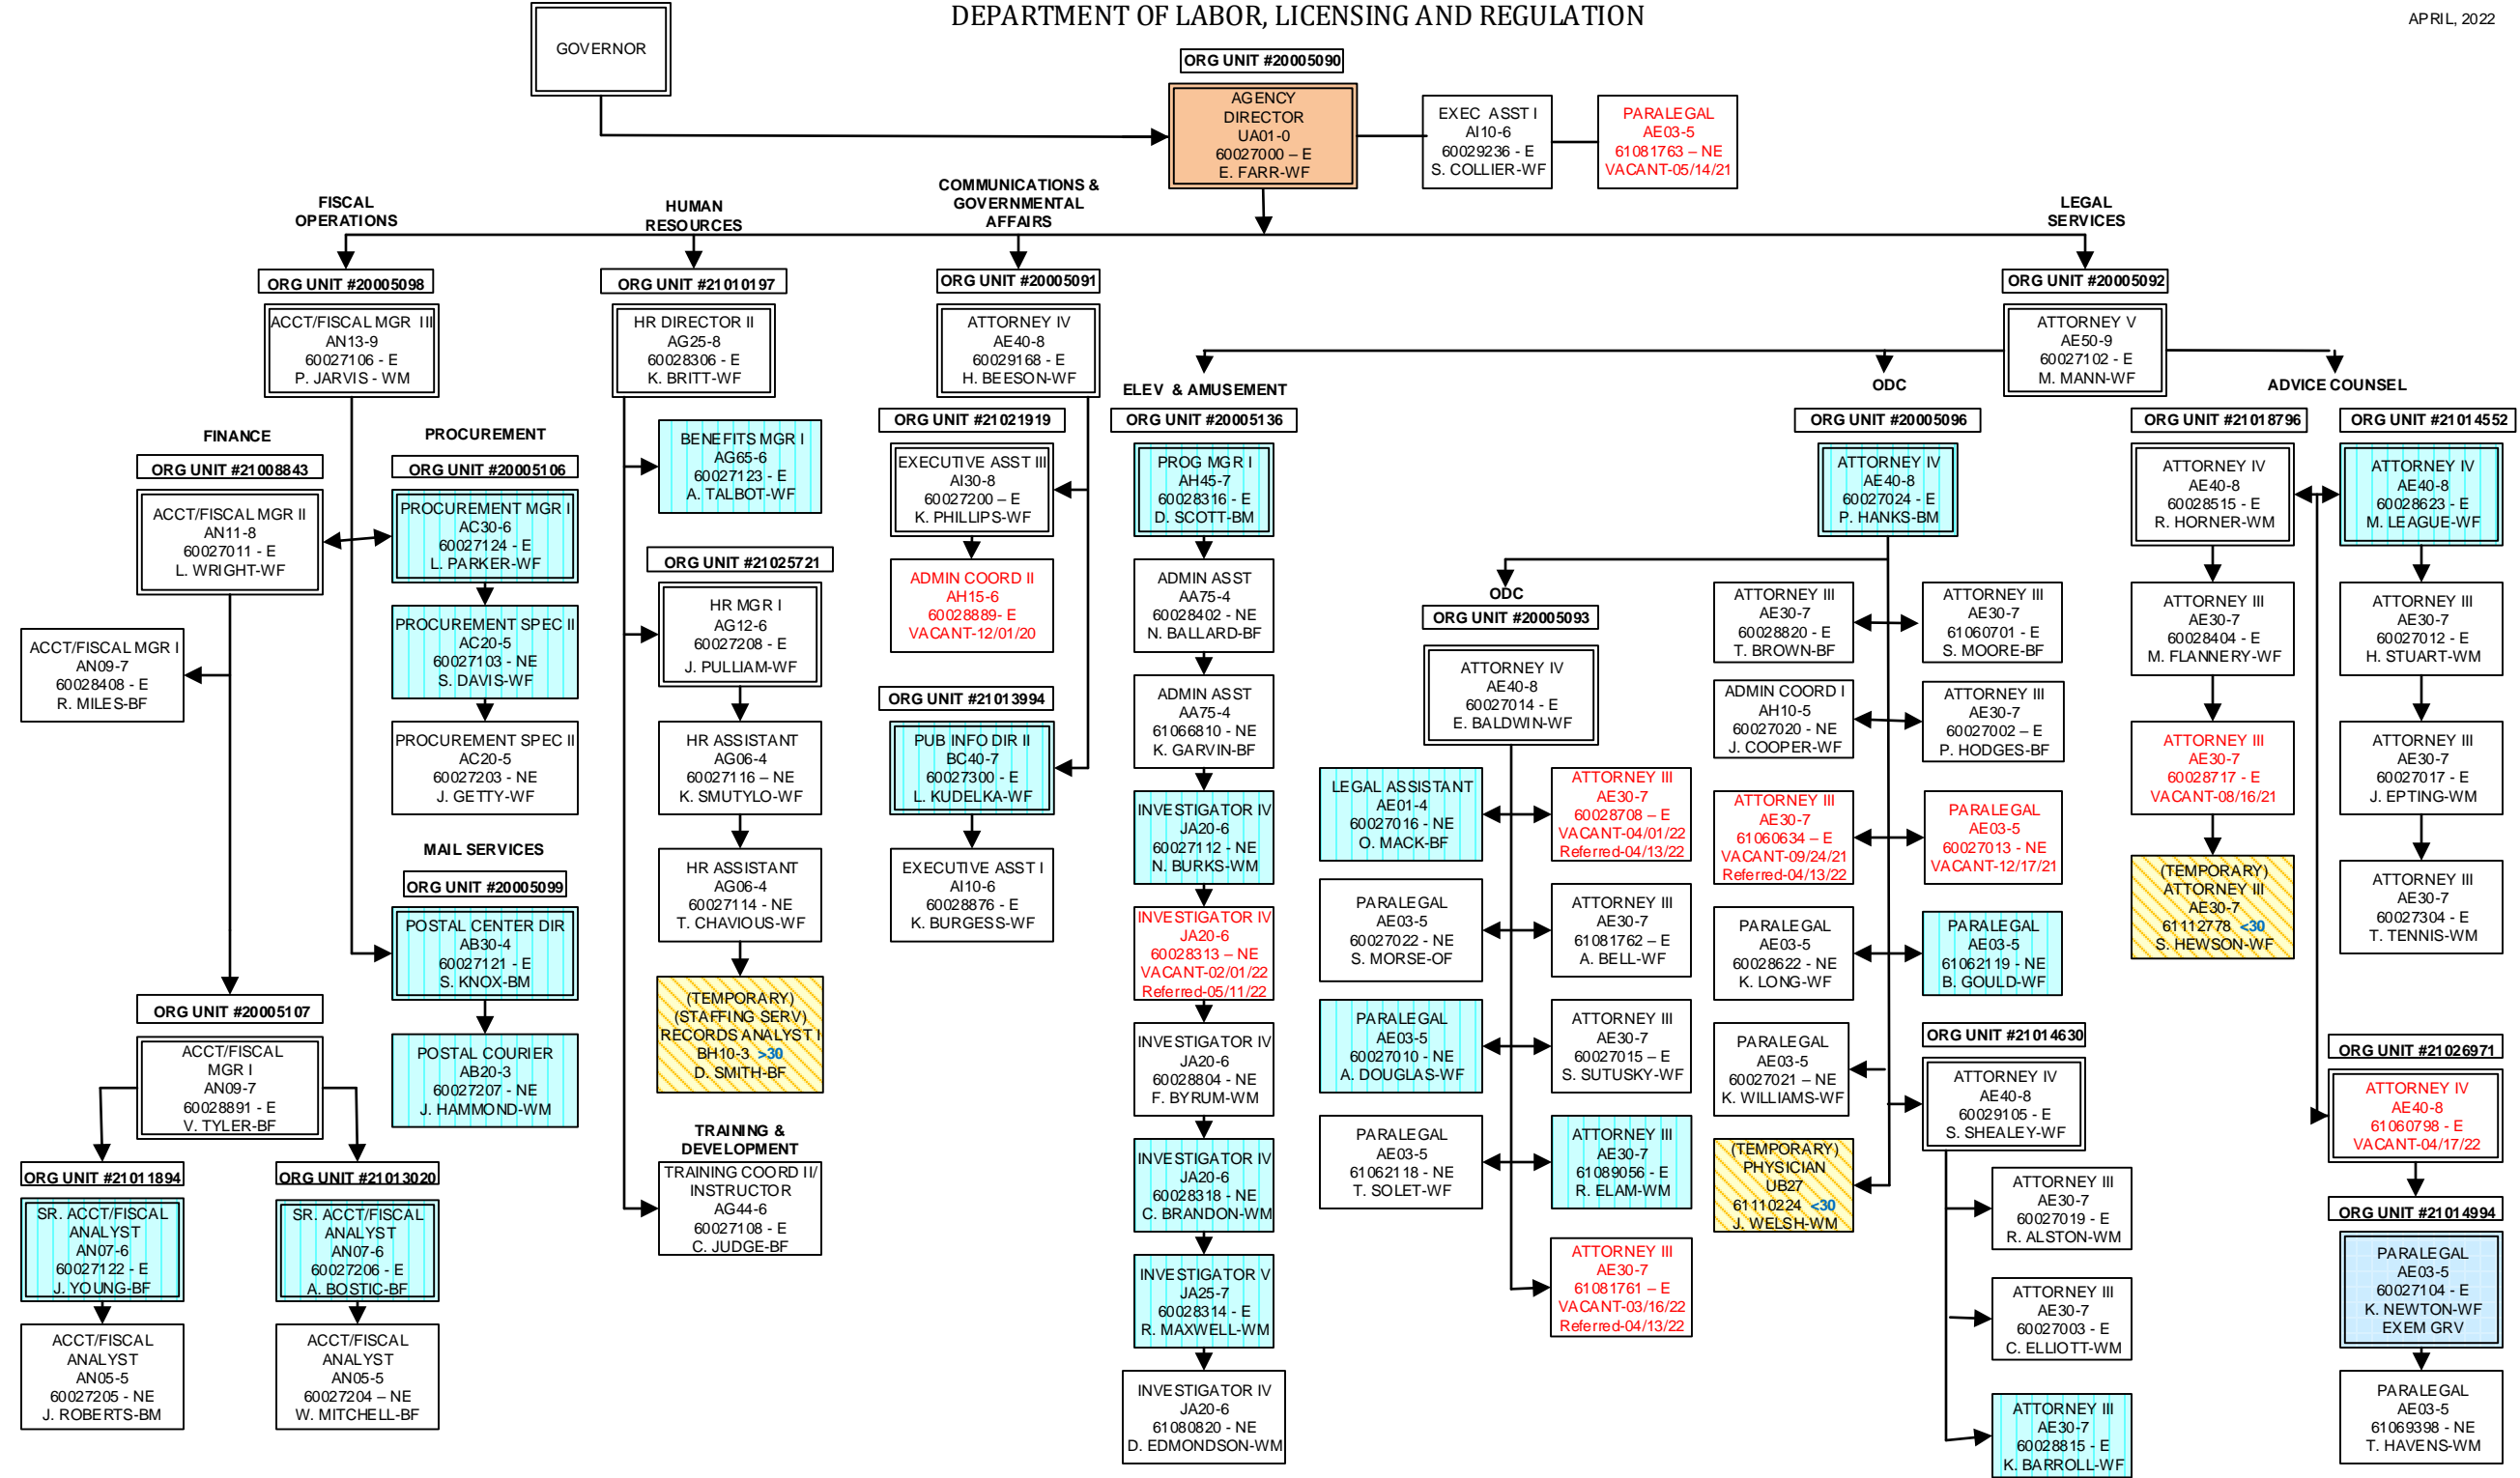 DEPARTMENT OF LABOR, LICENSING AND REGULATION
APRIL, 2022
GOVERNOR
ORG UNIT #20005090
AGENCY
DIRECTOR
UA01-0
60027000 – E
E. FARR-WF
EXEC ASST I
AI10-6
60029236 - E
S. COLLIER-WF
PARALEGAL
AE03-5
61081763 – NE
VACANT-05/14/21
FISCAL
OPERATIONS
HUMAN
RESOURCES
COMMUNICATIONS &
GOVERNMENTAL
AFFAIRS
LEGAL
SERVICES
ORG UNIT #20005098
ACCT/FISCAL MGR III
AN13-9
60027106 - E
P. JARVIS - WM
FINANCE
ORG UNIT #21008843
ACCT/FISCAL MGR II
AN11-8
60027011 - E
L. WRIGHT-WF
ACCT/FISCAL MGR I
AN09-7
60028408 - E
R. MILES-BF
ORG UNIT #20005107
ACCT/FISCAL
MGR I
AN09-7
60028891 - E
V. TYLER-BF
ORG UNIT #21011894
SR. ACCT/FISCAL
ANALYST
AN07-6
60027122 - E
J. YOUNG-BF
ACCT/FISCAL
ANALYST
AN05-5
60027205 - NE
J. ROBERTS-BM
ORG UNIT #21013020
SR. ACCT/FISCAL
ANALYST
AN07-6
60027206 - E
A. BOSTIC-BF
ACCT/FISCAL
ANALYST
AN05-5
60027204 – NE
W. MITCHELL-BF
PROCUREMENT
ORG UNIT #20005106
PROCUREMENT MGR I
AC30-6
60027124 - E
L. PARKER-WF
PROCUREMENT SPEC II
AC20-5
60027103 - NE
S. DAVIS-WF
PROCUREMENT SPEC II
AC20-5
60027203 - NE
J. GETTY-WF
MAIL SERVICES
ORG UNIT #20005099
POSTAL CENTER DIR
AB30-4
60027121 - E
S. KNOX-BM
POSTAL COURIER
AB20-3
60027207 - NE
J. HAMMOND-WM
ORG UNIT #21010197
HR DIRECTOR II
AG25-8
60028306 - E
K. BRITT-WF
BENEFITS MGR I
AG65-6
60027123 - E
A. TALBOT-WF
ORG UNIT #21025721
HR MGR I
AG12-6
60027208 - E
J. PULLIAM-WF
HR ASSISTANT
AG06-4
60027116 – NE
K. SMUTYLO-WF
HR ASSISTANT
AG06-4
60027114 - NE
T. CHAVIOUS-WF
(TEMPORARY)
(STAFFING SERV)
RECORDS ANALYST I
BH10-3 >30
D. SMITH-BF
TRAINING &
DEVELOPMENT
TRAINING COORD II/
INSTRUCTOR
AG44-6
60027108 - E
C. JUDGE-BF
ORG UNIT #20005091
ATTORNEY IV
AE40-8
60029168 - E
H. BEESON-WF
ORG UNIT #21021919
EXECUTIVE ASST III
AI30-8
60027200 – E
K. PHILLIPS-WF
ADMIN COORD II
AH15-6
60028889- E
VACANT-12/01/20
ORG UNIT #21013994
PUB INFO DIR II
BC40-7
60027300 - E
L. KUDELKA-WF
EXECUTIVE ASST I
AI10-6
60028876 - E
K. BURGESS-WF
ORG UNIT #20005092
ATTORNEY V
AE50-9
60027102 - E
M. MANN-WF
ELEV & AMUSEMENT
ORG UNIT #20005136
PROG MGR I
AH45-7
60028316 - E
D. SCOTT-BM
ADMIN ASST
AA75-4
60028402 - NE
N. BALLARD-BF
ADMIN ASST
AA75-4
61066810 - NE
K. GARVIN-BF
INVESTIGATOR IV
JA20-6
60027112 - NE
N. BURKS-WM
INVESTIGATOR IV
JA20-6
60028313 – NE
VACANT-02/01/22
Referred-05/11/22
INVESTIGATOR IV
JA20-6
60028804 - NE
F. BYRUM-WM
INVESTIGATOR IV
JA20-6
60028318 - NE
C. BRANDON-WM
INVESTIGATOR V
JA25-7
60028314 - E
R. MAXWELL-WM
INVESTIGATOR IV
JA20-6
61080820 - NE
D. EDMONDSON-WM
ODC
ORG UNIT #20005096
ATTORNEY IV
AE40-8
60027024 - E
P. HANKS-BM
ODC
ORG UNIT #20005093
ATTORNEY IV
AE40-8
60027014 - E
E. BALDWIN-WF
LEGAL ASSISTANT
AE01-4
60027016 - NE
O. MACK-BF
ATTORNEY III
AE30-7
60028708 – E
VACANT-04/01/22
Referred-04/13/22
PARALEGAL
AE03-5
60027022 - NE
S. MORSE-OF
ATTORNEY III
AE30-7
61081762 – E
A. BELL-WF
PARALEGAL
AE03-5
60027010 - NE
A. DOUGLAS-WF
ATTORNEY III
AE30-7
60027015 – E
S. SUTUSKY-WF
PARALEGAL
AE03-5
61062118 - NE
T. SOLET-WF
ATTORNEY III
AE30-7
61089056 - E
R. ELAM-WM
ATTORNEY III
AE30-7
61081761 – E
VACANT-03/16/22
Referred-04/13/22
ATTORNEY III
AE30-7
60028820 - E
T. BROWN-BF
ATTORNEY III
AE30-7
61060701 - E
S. MOORE-BF
ADMIN COORD I
AH10-5
60027020 - NE
J. COOPER-WF
ATTORNEY III
AE30-7
60027002 – E
P. HODGES-BF
ATTORNEY III
AE30-7
61060634 – E
VACANT-09/24/21
Referred-04/13/22
PARALEGAL
AE03-5
60027013 - NE
VACANT-12/17/21
PARALEGAL
AE03-5
60028622 - NE
K. LONG-WF
PARALEGAL
AE03-5
61062119 - NE
B. GOULD-WF
PARALEGAL
AE03-5
60027021 – NE
K. WILLIAMS-WF
(TEMPORARY)
PHYSICIAN
UB27
61110224 <30
J. WELSH-WM
ORG UNIT #21014630
ATTORNEY IV
AE40-8
60029105 - E
S. SHEALEY-WF
ATTORNEY III
AE30-7
60027019 - E
R. ALSTON-WM
ATTORNEY III
AE30-7
60027003 - E
C. ELLIOTT-WM
ATTORNEY III
AE30-7
60028815 - E
K. BARROLL-WF
ADVICE COUNSEL
ORG UNIT #21018796
ATTORNEY IV
AE40-8
60028515 - E
R. HORNER-WM
ATTORNEY III
AE30-7
60028404 - E
M. FLANNERY-WF
ATTORNEY III
AE30-7
60028717 - E
VACANT-08/16/21
(TEMPORARY)
ATTORNEY III
AE30-7
61112778 <30
S. HEWSON-WF
ORG UNIT #21014552
ATTORNEY IV
AE40-8
60028623 - E
M. LEAGUE-WF
ATTORNEY III
AE30-7
60027012 - E
H. STUART-WM
ATTORNEY III
AE30-7
60027017 - E
J. EPTING-WM
ATTORNEY III
AE30-7
60027304 - E
T. TENNIS-WM
ORG UNIT #21026971
ATTORNEY IV
AE40-8
61060798 - E
VACANT-04/17/22
ORG UNIT #21014994
PARALEGAL
AE03-5
60027104 - E
K. NEWTON-WF
EXEM GRV
PARALEGAL
AE03-5
61069398 - NE
T. HAVENS-WM